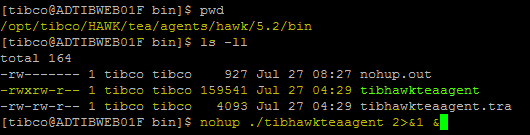 [tibco@ADTIBWEB01F bin]$ pwd
/opt/tibco/HAWK/tea/agents/hawk/5.2/bin
[tibco@ADTIBWEB01F bin]$ ls -ll
total 164
-rw------- 1 tibco tibco    927 Jul 27 08:27 nohup.out
-rwxrw-r-- 1 tibco tibco 159541 Jul 27 04:29 tibhawkteaagent
-rw-rw-r-- 1 tibco tibco   4093 Jul 27 04:29 tibhawkteaagent.tra
[tibco@ADTIBWEB01F bin]$ nohup ./tibhawkteaagent 2>&1 &